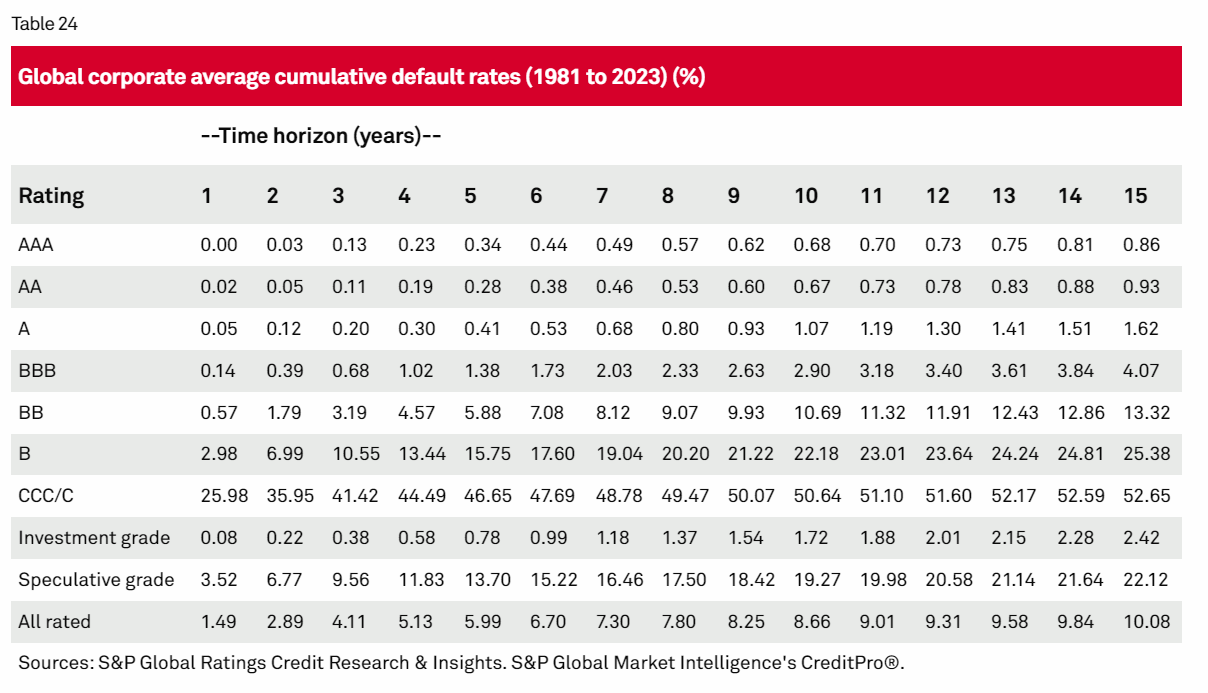 Table 24
Global corporate average cumulative default rates (1981 to 2023) (%)
--Time horizon (years)--
Rating 1 2 3 4 5 6 7 8 9 10 11 12 13 14 15
AAA 0.00 0.03 0.13 0.23 0.34 0.44 0.49 0.57 0.62 0.68 0.70 0.73 0.75 0.81 0.86
AA 0.02 0.05 0.11 0.19 0.28 0.38 0.46 0.53 0.60 0.67 0.73 0.78 0.83 0.88 0.93
A 0.05 0.12 0.20 0.30 0.41 0.53 0.68 0.80 0.93 1.07 1.19 1.30 1.41 1.51 1.62
BBB 0.14 0.39 0.68 1.02 1.38 1.73 2.03 2.33 2.63 2.90 3.18 3.40 3.61 3.84 4.07
BB 0.57 1.79 3.19 4.57 5.88 7.08 8.12 9.07 9.93 10.69 11.32 11.91 12.43 12.86 13.32
B 2.98 6.99 10.55 13.44 15.75 17.60 19.04 20.20 21.22 22.18 23.01 23.64 24.24 24.81 25.38
CCC/C 25.98 35.95 41.42 44.49 46.65 47.69 48.78 49.47 50.07 50.64 51.10 51.60 52.17 52.59 52.65
Investment grade 0.08 0.22 0.38 0.58 0.78 0.99 1.18 1.37 1.54 1.72 1.88 2.01 2.15 2.28 2.42
Speculative grade 3.52 6.77 9.56 11.83 13.70 15.22 16.46 17.50 18.42 19.27 19.98 20.58 21.14 21.64 22.12
All rated 1.49 2.89 4.11 5.13 5.99 6.70 7.30 7.80 8.25 8.66 9.01 9.31 9.58 9.84 10.08
Sources: S&P Global Ratings Credit Research & Insights. S&P Global Market Intelligence's CreditPro®.